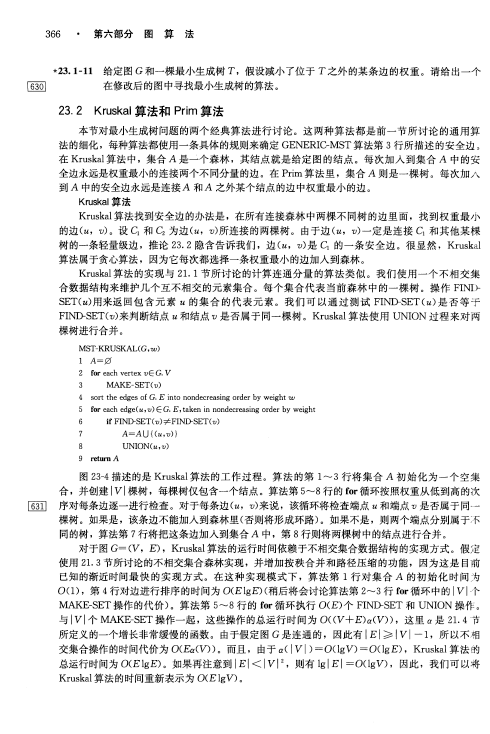 366 · 第六部分 图 算 法
*23.1-11 给定图 G 和一棵最小生成树 T，假设减小了位于 T 之外的某条边的权重。请给出一个
630
在修改后的图中寻找最小生成树的算法。
23.2 Kruskal 算法和 Prim 算法
本节对最小生成树问题的两个经典算法进行讨论。这两种算法都是前一节所讨论的通用算
法的细化，每种算法都使用一条具体的规则来确定 GENERIC-MST 算法第 3 行所描述的安全边。
在 Kruskal 算法中，集合 A 是一个森林，其结点就是给定图的结点。每次加入到集合 A 中的安
全边永远是权重最小的连接两个不同分量的边。在 Prim 算法里，集合 A 则是一棵树。每次加入
到 A 中的安全边永远是连接 A 和 A 之外某个结点的边中权重最小的边。
Kruskal 算法
Kruskal 算法找到安全边的办法是，在所有连接森林中两棵不同树的边里面，找到权重最小
的边(u，v)。设 C₁ 和 C₂ 为边(u，v)所连接的两棵树。由于边(u，v)一定是连接 C₁ 和其他某棵
树的一条轻量级边，推论 23.2 隐含告诉我们，边(u，v)是 C₁ 的一条安全边。很显然，Kruskal
算法属于贪心算法，因为它每次都选择一条权重最小的边加入到森林。
Kruskal 算法的实现与 21.1 节所讨论的计算连通分量的算法类似。我们使用一个不相交集
合数据结构来维护几个互不相交的元素集合。每个集合代表当前森林中的一棵树。操作 FIND-
SET(u)用来返回包含元素 u 的集合的代表元素。我们可以通过测试 FIND-SET(u)是否等于
FIND-SET(v)来判断结点 u 和结点 v 是否属于同一棵树。Kruskal 算法使用 UNION 过程来对两
棵树进行合并。
MST-KRUSKAL(G,w)
1 A=∅
2 for each vertex v∈G.V
3 MAKE-SET(v)
4 sort the edges of G.E into nondecreasing order by weight w
5 for each edge(u,v)∈G.E,taken in nondecreasing order by weight
6 if FIND-SET(u)≠FIND-SET(v)
7 A=A∪{(u,v)}
8 UNION(u,v)
9 return A
图 23-4 描述的是 Kruskal 算法的工作过程。算法的第 1～3 行将集合 A 初始化为一个空集
合，并创建|V|棵树，每棵树仅包含一个结点。算法第 5～8 行的 for 循环按照权重从低到高的次
631
序对每条边逐一进行检查。对于每条边(u，v)来说，该循环将检查端点 u 和端点 v 是否属于同一
棵树。如果是，该条边不能加入到森林里(否则将形成环路)。如果不是，则两个端点分别属于不
同的树，算法第 7 行将把这条边加入到集合 A 中，第 8 行则将两棵树中的结点进行合并。
对于图 G=(V，E)，Kruskal 算法的运行时间依赖于不相交集合数据结构的实现方式。假定
使用 21.3 节所讨论的不相交集合森林实现，并增加按秩合并和路径压缩的功能，因为这是目前
已知的渐近时间最快的实现方式。在这种实现模式下，算法第 1 行对集合 A 的初始化时间为
O(1)，第 4 行对边进行排序的时间为 O(ElgE)(稍后将会讨论算法第 2～3 行 for 循环中的|V|个
MAKE-SET 操作的代价)。算法第 5～8 行的 for 循环执行 O(E)个 FIND-SET 和 UNION 操作。
与|V|个 MAKE-SET 操作一起，这些操作的总运行时间为 O((V+E)α(V))，这里 α 是 21.4 节
所定义的一个增长非常缓慢的函数。由于假定图 G 是连通的，因此有|E|≥|V|−1，所以不相
交集合操作的时间代价为 O(Eα(V))。而且，由于 α(|V|)=O(lgV)=O(lgE)，Kruskal 算法的
总运行时间为 O(ElgE)。如果再注意到|E|<|V|²，则有 lg|E|=O(lgV)，因此，我们可以将
Kruskal 算法的时间重新表示为 O(ElgV)。